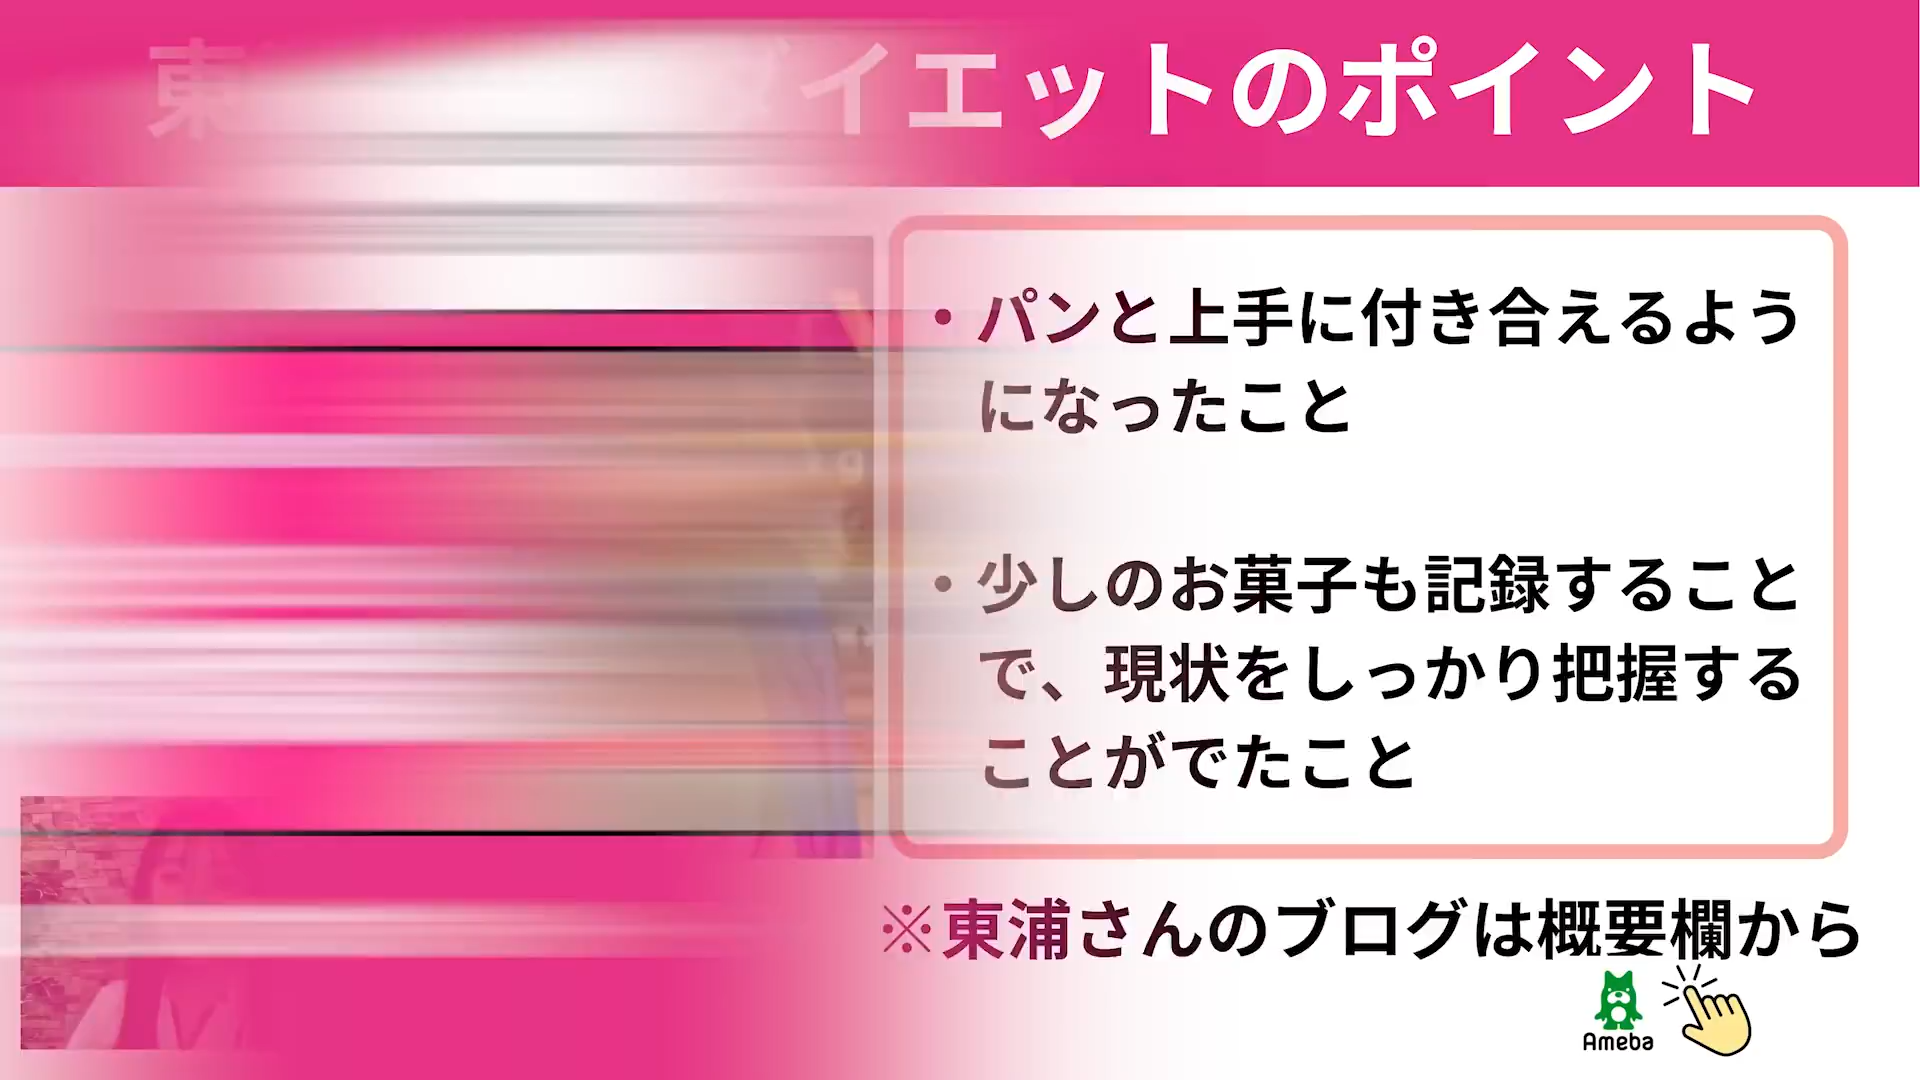 東 ダイエットのポイント
・パンと上手に付き合えるよう
になったこと
・少しのお菓子も記録すること
で、現状をしっかり把握する
ことがでたこと
※東浦さんのブログは概要欄から
Ameba